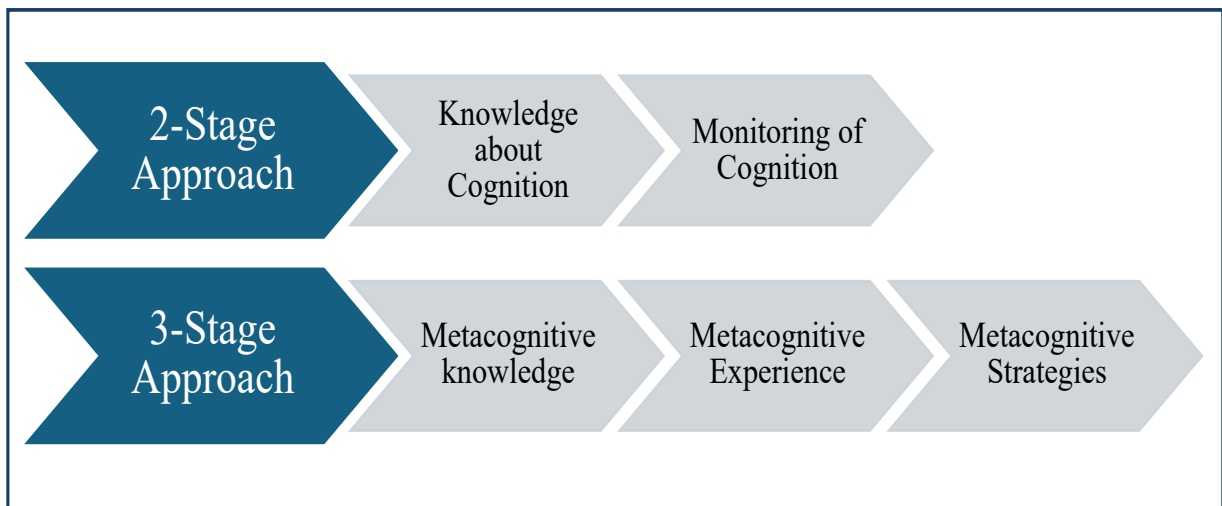 2-Stage
Approach
Knowledge
about
Cognition
Monitoring of
Cognition
3-Stage
Approach
Metacognitive
knowledge
Metacognitive
Experience
Metacognitive
Strategies